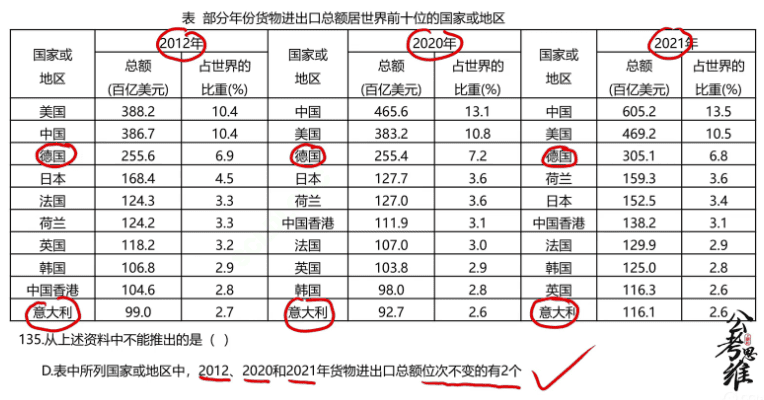 表 部分年份货物进出口总额居世界前十位的国家或地区
国家或地区 2012年 国家或地区 2020年 国家或地区 2021年
总额(百亿美元) 占世界的比重(%) 总额(百亿美元) 占世界的比重(%) 总额(百亿美元) 占世界的比重(%)
美国 388.2 10.4 中国 465.6 13.1 中国 605.2 13.5
中国 386.7 10.4 美国 383.2 10.8 美国 469.2 10.5
德国 255.6 6.9 德国 255.4 7.2 德国 305.1 6.8
日本 168.4 4.5 日本 127.7 3.6 荷兰 159.3 3.6
法国 124.3 3.3 荷兰 127.0 3.6 日本 152.5 3.4
荷兰 124.2 3.3 中国香港 111.9 3.1 中国香港 138.2 3.1
英国 118.2 3.2 法国 107.0 3.0 法国 129.9 2.9
韩国 106.8 2.9 英国 103.8 2.9 韩国 125.0 2.8
中国香港 104.6 2.8 韩国 98.0 2.8 英国 116.3 2.6
意大利 99.0 2.7 意大利 92.7 2.6 意大利 116.1 2.6
135.从上述资料中不能推出的是（ ）
D.表中所列国家或地区中，2012、2020和2021年货物进出口总额位次不变的有2个
公考思维